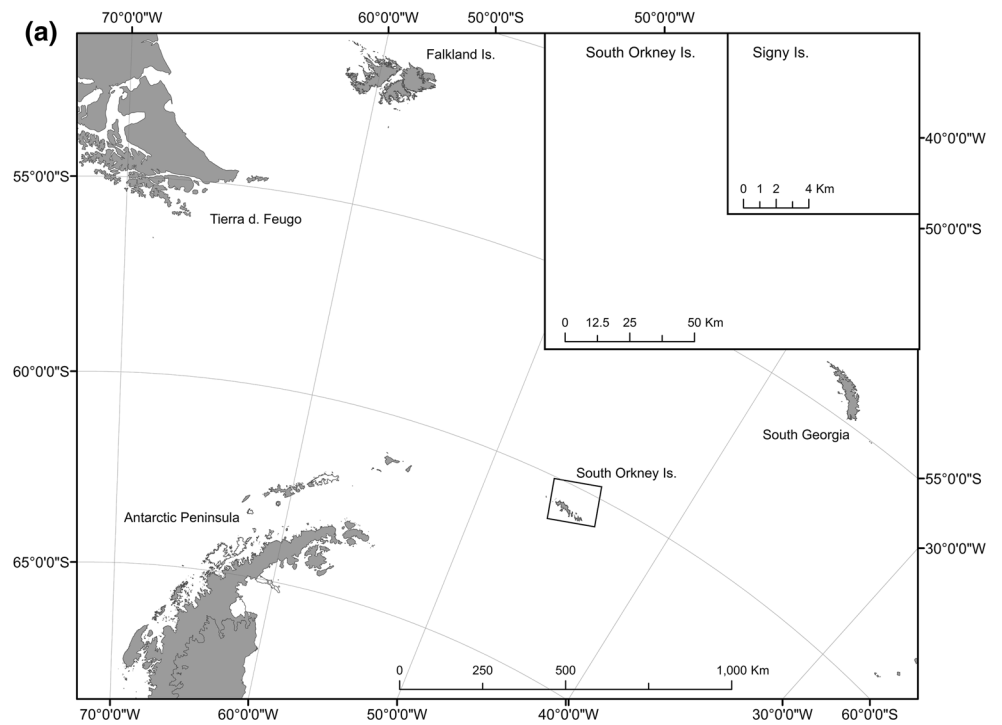 (a)
70°0'0"W 60°0'0"W 50°0'0"W 50°0'0"W
Falkland Is.
South Orkney Is.
Signy Is.
40°0'0"W
55°0'0"S
0 1 2 4 Km
Tierra d. Feugo
50°0'0"S
0 12.5 25 50 Km
60°0'0"S
South Georgia
South Orkney Is.
55°0'0"S
Antarctic Peninsula
30°0'0"W
65°0'0"S
0 250 500 1,000 Km
70°0'0"W 60°0'0"W 50°0'0"W 40°0'0"W 30°0'0"W 60°0'0"S